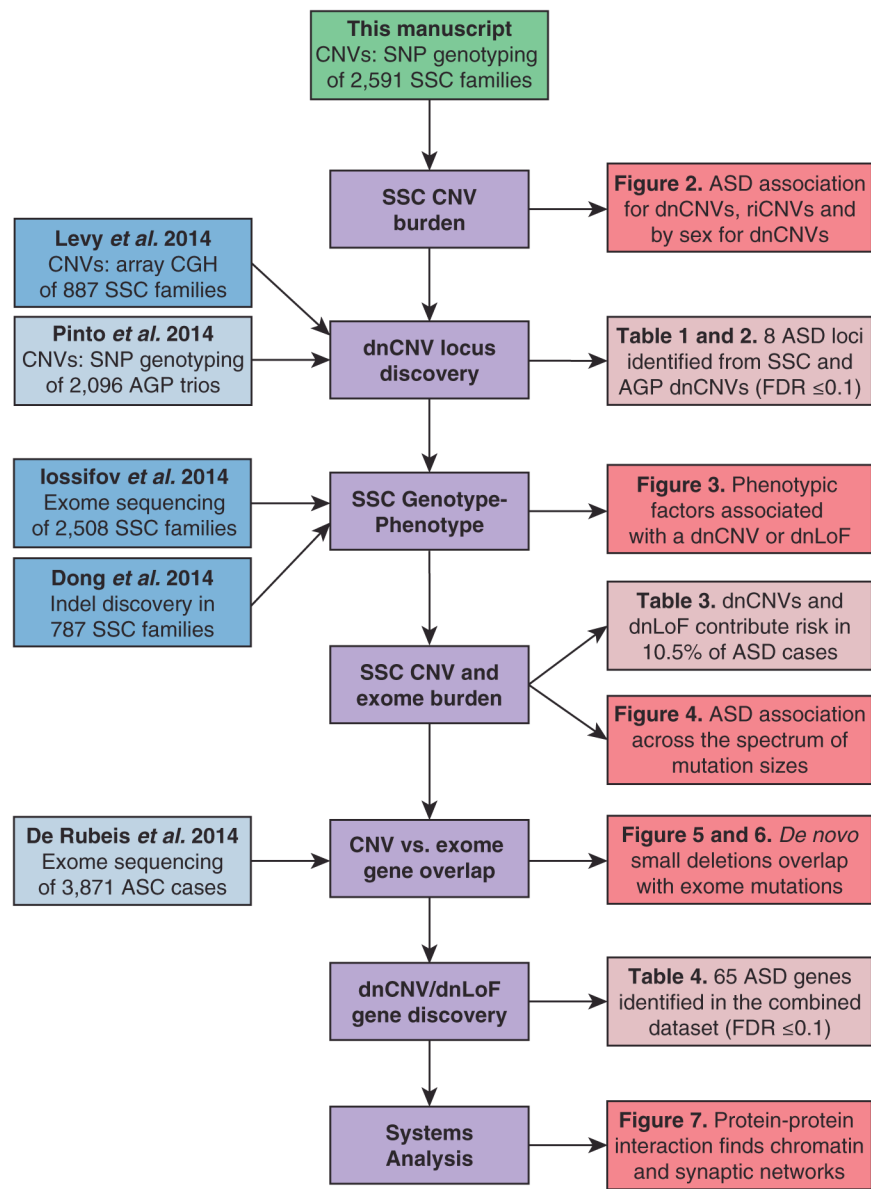 This manuscript
CNVs: SNP genotyping
of 2,591 SSC families
SSC CNV
burden
Figure 2. ASD association
for dnCNVs, riCNVs and
by sex for dnCNVs
Levy et al. 2014
CNVs: array CGH
of 887 SSC families
Pinto et al. 2014
CNVs: SNP genotyping
of 2,096 AGP trios
dnCNV locus
discovery
Table 1 and 2. 8 ASD loci
identified from SSC and
AGP dnCNVs (FDR ≤0.1)
Iossifov et al. 2014
Exome sequencing
of 2,508 SSC families
SSC Genotype-
Phenotype
Figure 3. Phenotypic
factors associated
with a dnCNV or dnLoF
Dong et al. 2014
Indel discovery in
787 SSC families
SSC CNV and
exome burden
Table 3. dnCNVs and
dnLoF contribute risk in
10.5% of ASD cases
Figure 4. ASD association
across the spectrum of
mutation sizes
De Rubeis et al. 2014
Exome sequencing
of 3,871 ASC cases
CNV vs. exome
gene overlap
Figure 5 and 6. De novo
small deletions overlap
with exome mutations
dnCNV/dnLoF
gene discovery
Table 4. 65 ASD genes
identified in the combined
dataset (FDR ≤0.1)
Systems
Analysis
Figure 7. Protein-protein
interaction finds chromatin
and synaptic networks